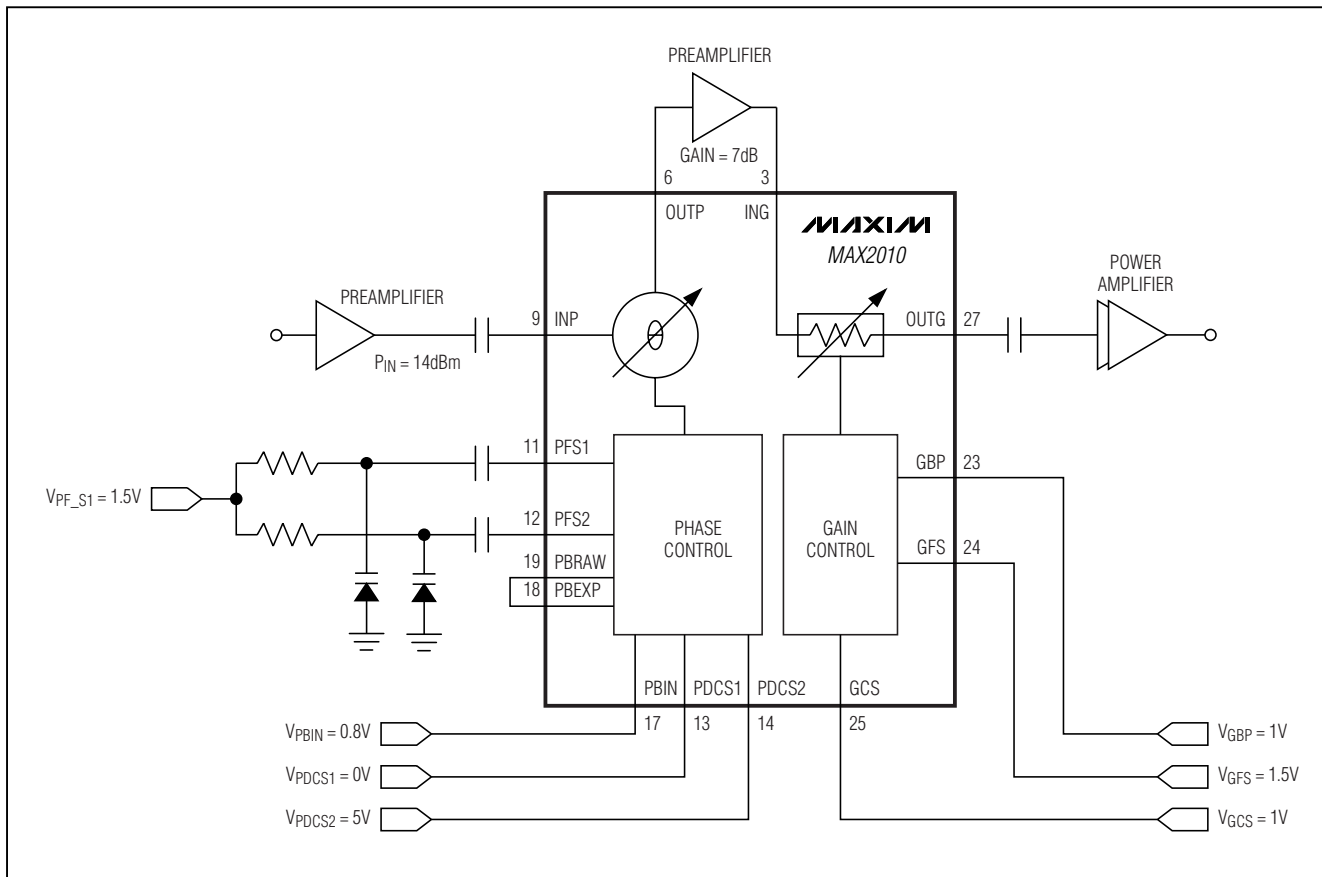 PREAMPLIFIER
GAIN = 7dB
6
3
OUTP
ING
MAXIM
MAX2010
PREAMPLIFIER
PIN = 14dBm
9
INP
OUTG
27
POWER
AMPLIFIER
11
PFS1
VPF_S1 = 1.5V
12
PFS2
19
PBRAW
18
PBEXP
PHASE
CONTROL
GAIN
CONTROL
GBP
23
GFS
24
PBIN
PDCS1
PDCS2
GCS
17
13
14
25
VPBIN = 0.8V
VPDCS1 = 0V
VPDCS2 = 5V
VGBP = 1V
VGFS = 1.5V
VGCS = 1V